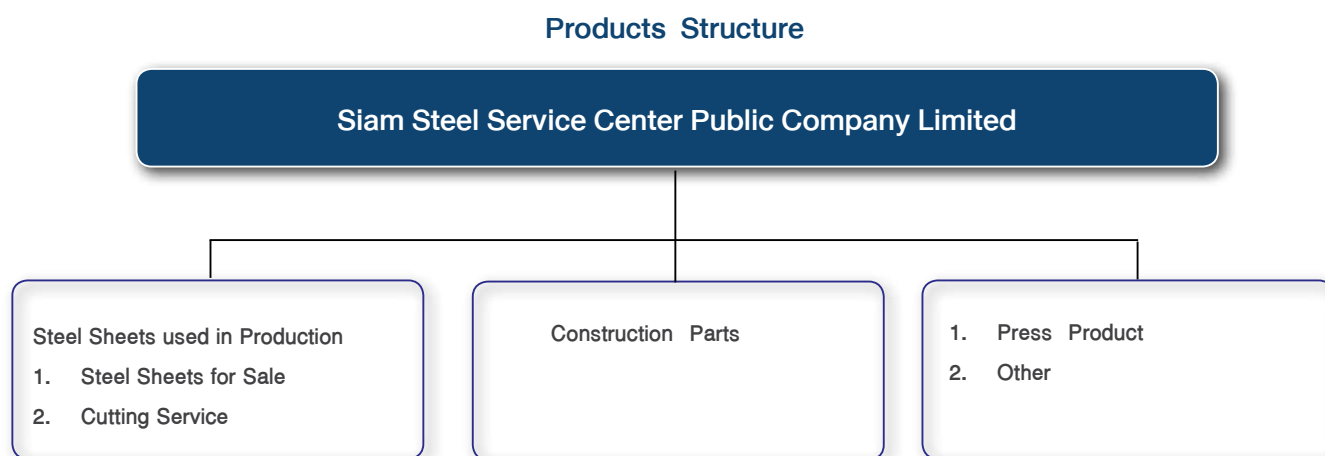 Products Structure
Siam Steel Service Center Public Company Limited
Steel Sheets used in Production
1. Steel Sheets for Sale
2. Cutting Service
Construction Parts
1. Press Product
2. Other